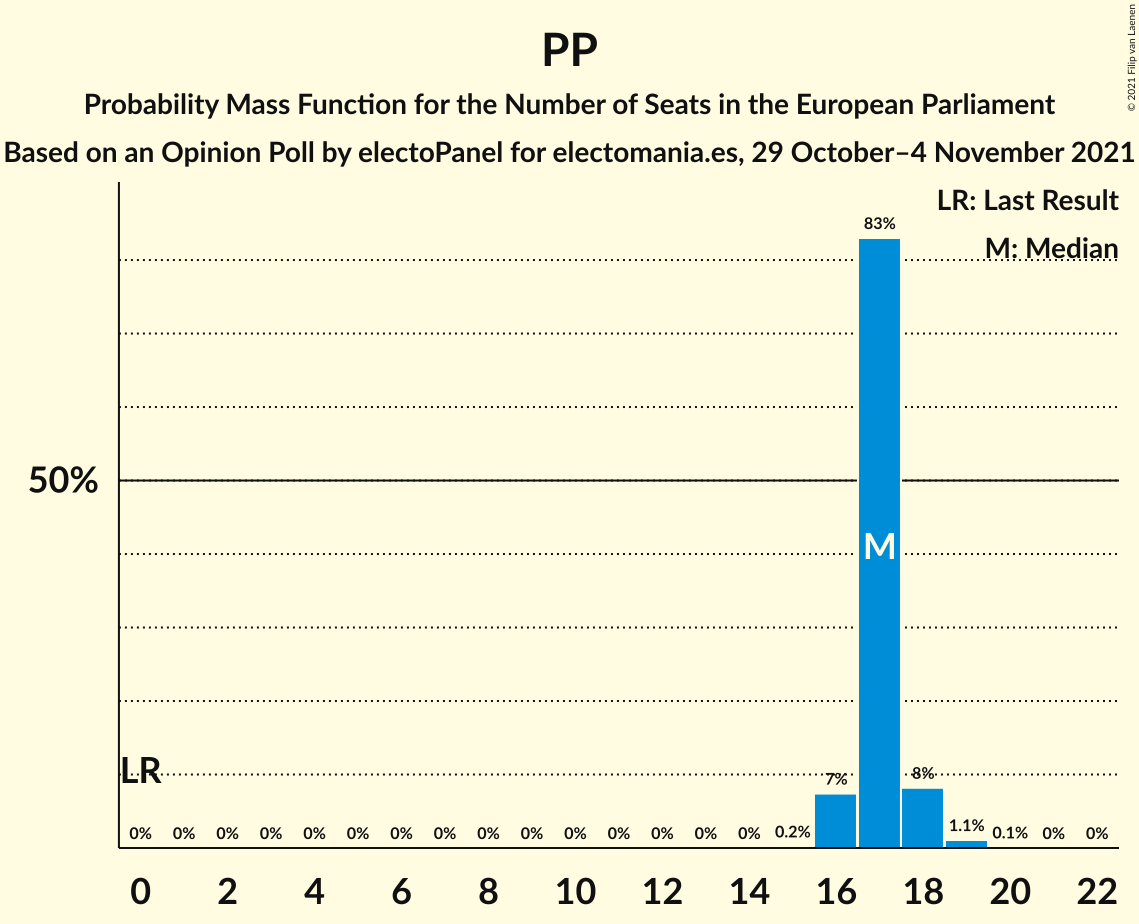 PP
Probability Mass Function for the Number of Seats in the European Parliament
Based on an Opinion Poll by electoPanel for electomania.es, 29 October–4 November 2021
© 2021 Filip van Laenen
LR: Last Result
M: Median
83%
50%
M
LR
7%
8%
0% 0% 0% 0% 0% 0% 0% 0% 0% 0% 0% 0% 0% 0% 0% 0.2% 1.1% 0.1% 0% 0%
0 2 4 6 8 10 12 14 16 18 20 22